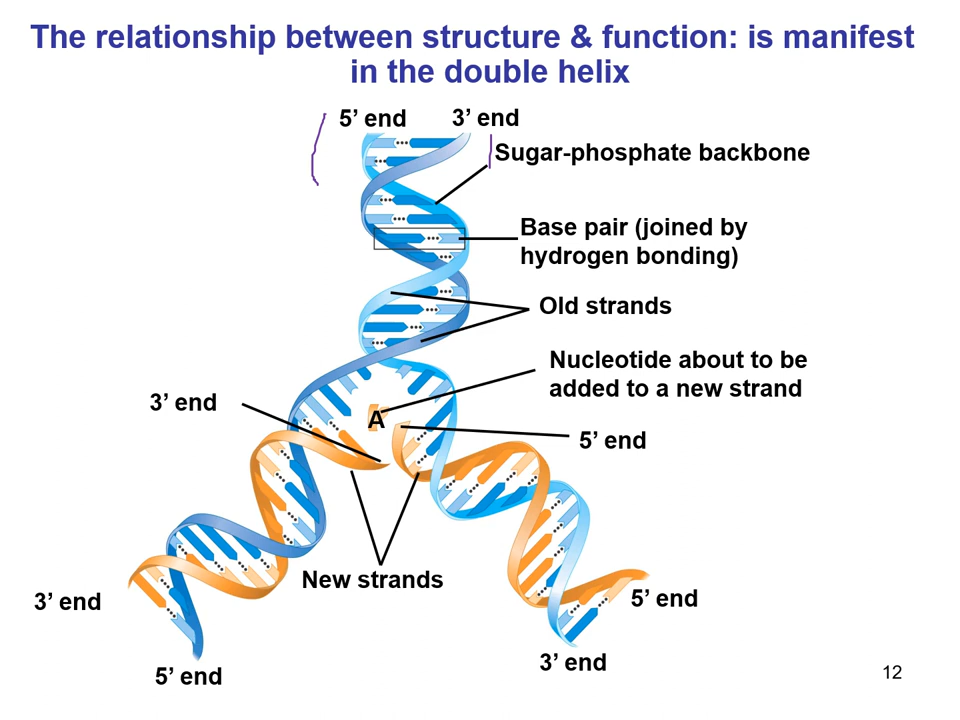 The relationship between structure & function: is manifest
in the double helix
5’ end
3’ end
Sugar-phosphate backbone
Base pair (joined by
hydrogen bonding)
Old strands
Nucleotide about to be
added to a new strand
3’ end
A
5’ end
New strands
3’ end
5’ end
5’ end
3’ end
12